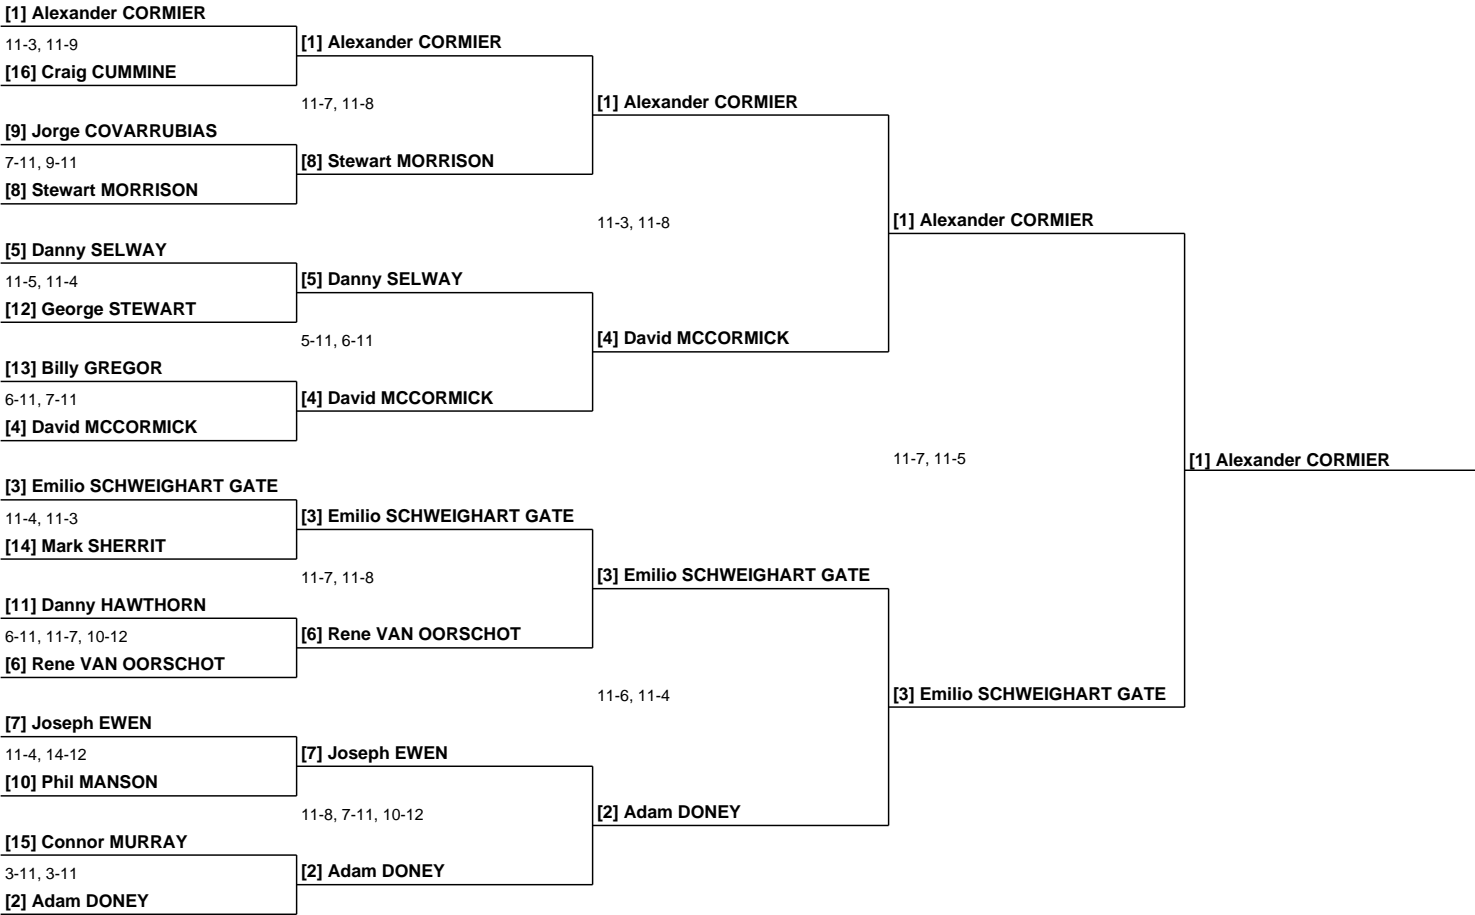 [1] Alexander CORMIER
11-3, 11-9
[16] Craig CUMMINE
[9] Jorge COVARRUBIAS
7-11, 9-11
[8] Stewart MORRISON
[5] Danny SELWAY
11-5, 11-4
[12] George STEWART
[13] Billy GREGOR
6-11, 7-11
[4] David MCCORMICK
[3] Emilio SCHWEIGHART GATE
11-4, 11-3
[14] Mark SHERRIT
[11] Danny HAWTHORN
6-11, 11-7, 10-12
[6] Rene VAN OORSCHOT
[7] Joseph EWEN
11-4, 14-12
[10] Phil MANSON
[15] Connor MURRAY
3-11, 3-11
[2] Adam DONEY
[1] Alexander CORMIER
11-7, 11-8
[8] Stewart MORRISON
[5] Danny SELWAY
5-11, 6-11
[4] David MCCORMICK
[3] Emilio SCHWEIGHART GATE
11-7, 11-8
[6] Rene VAN OORSCHOT
[7] Joseph EWEN
11-8, 7-11, 10-12
[2] Adam DONEY
[1] Alexander CORMIER
11-3, 11-8
[4] David MCCORMICK
[3] Emilio SCHWEIGHART GATE
11-6, 11-4
[2] Adam DONEY
[1] Alexander CORMIER
11-7, 11-5
[3] Emilio SCHWEIGHART GATE
[1] Alexander CORMIER